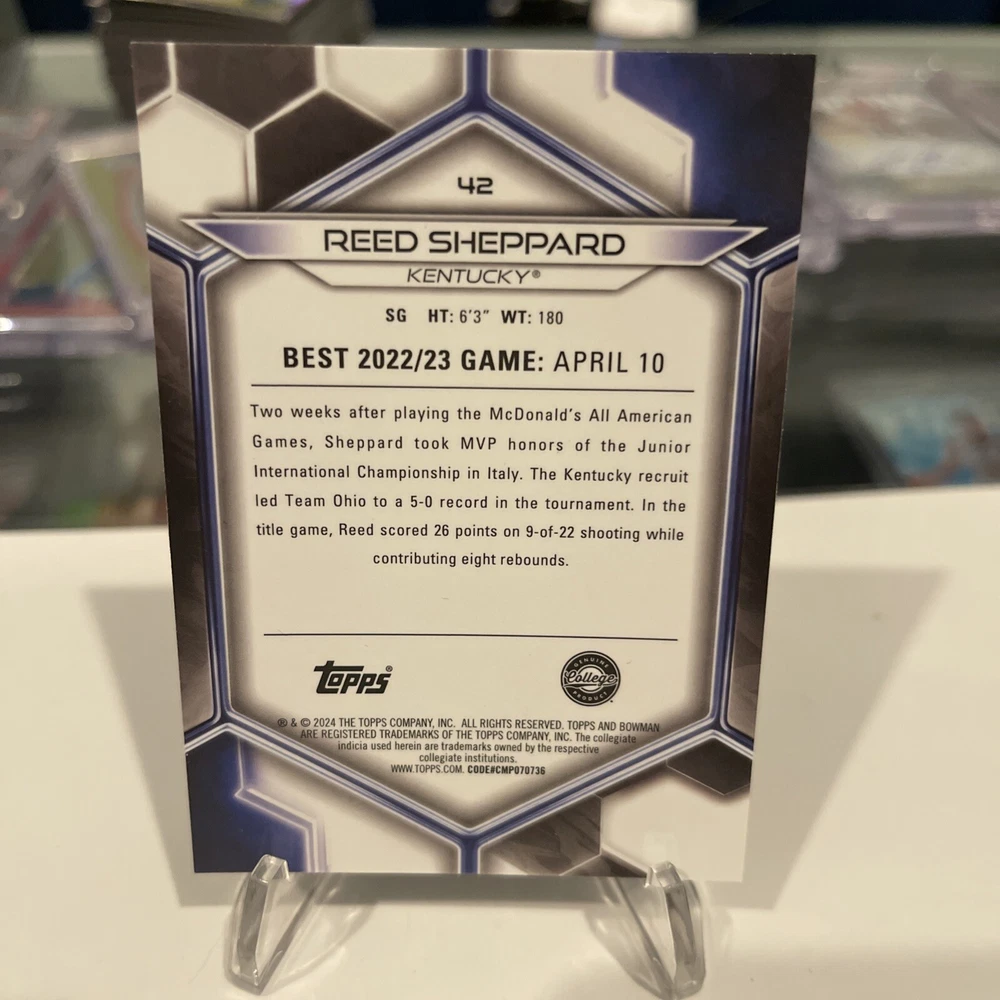 42
REED SHEPPARD
KENTUCKY®
SG HT: 6'3" WT: 180
BEST 2022/23 GAME: APRIL 10
Two weeks after playing the McDonald's All American
Games, Sheppard took MVP honors of the Junior
International Championship in Italy. The Kentucky recruit
led Team Ohio to a 5-0 record in the tournament. In the
title game, Reed scored 26 points on 9-of-22 shooting while
contributing eight rebounds.
topps®
GENUINE
College
PRODUCT
® & © 2024 THE TOPPS COMPANY, INC. ALL RIGHTS RESERVED. TOPPS AND BOWMAN
ARE REGISTERED TRADEMARKS OF THE TOPPS COMPANY, INC. The collegiate
indicia used herein are trademarks owned by the respective
collegiate institutions.
WWW.TOPPS.COM. CODE#CMP070736